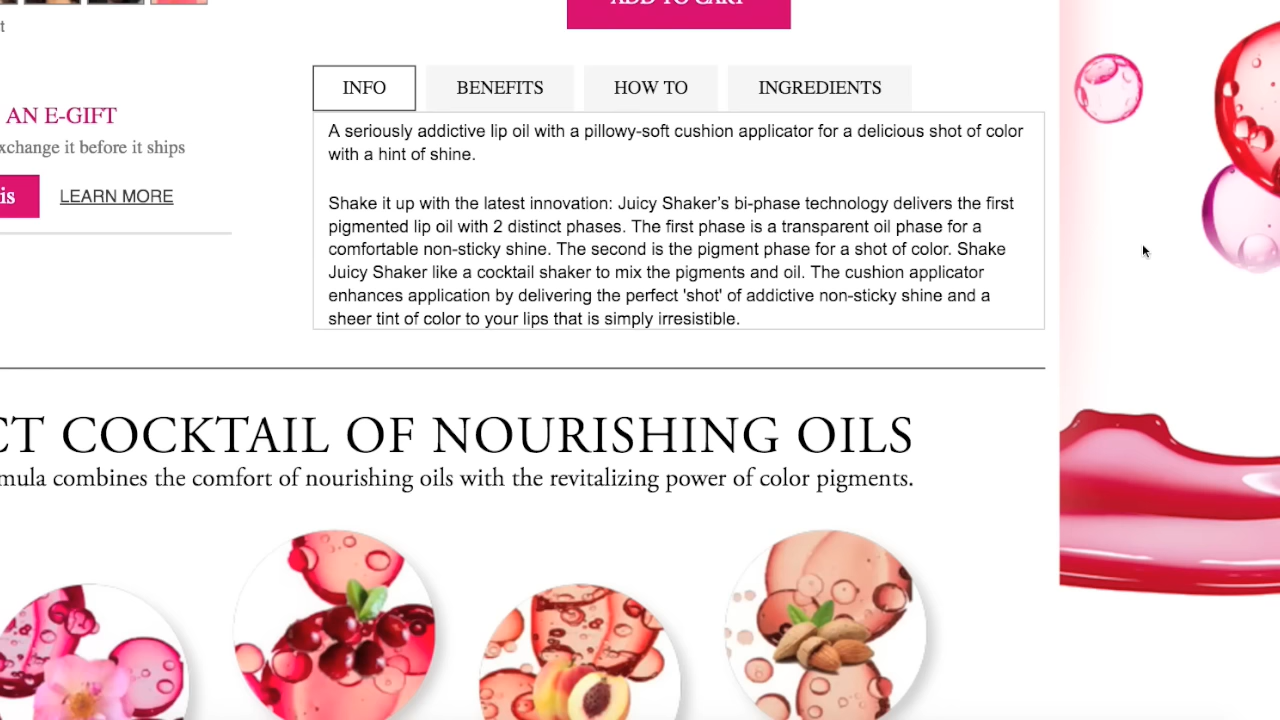 ADD TO CART
t
INFO
BENEFITS
HOW TO
INGREDIENTS
AN E-GIFT
xchange it before it ships
is
LEARN MORE
A seriously addictive lip oil with a pillowy-soft cushion applicator for a delicious shot of color
with a hint of shine.
Shake it up with the latest innovation: Juicy Shaker’s bi-phase technology delivers the first
pigmented lip oil with 2 distinct phases. The first phase is a transparent oil phase for a
comfortable non-sticky shine. The second is the pigment phase for a shot of color. Shake
Juicy Shaker like a cocktail shaker to mix the pigments and oil. The cushion applicator
enhances application by delivering the perfect 'shot' of addictive non-sticky shine and a
sheer tint of color to your lips that is simply irresistible.
CT COCKTAIL OF NOURISHING OILS
mula combines the comfort of nourishing oils with the revitalizing power of color pigments.